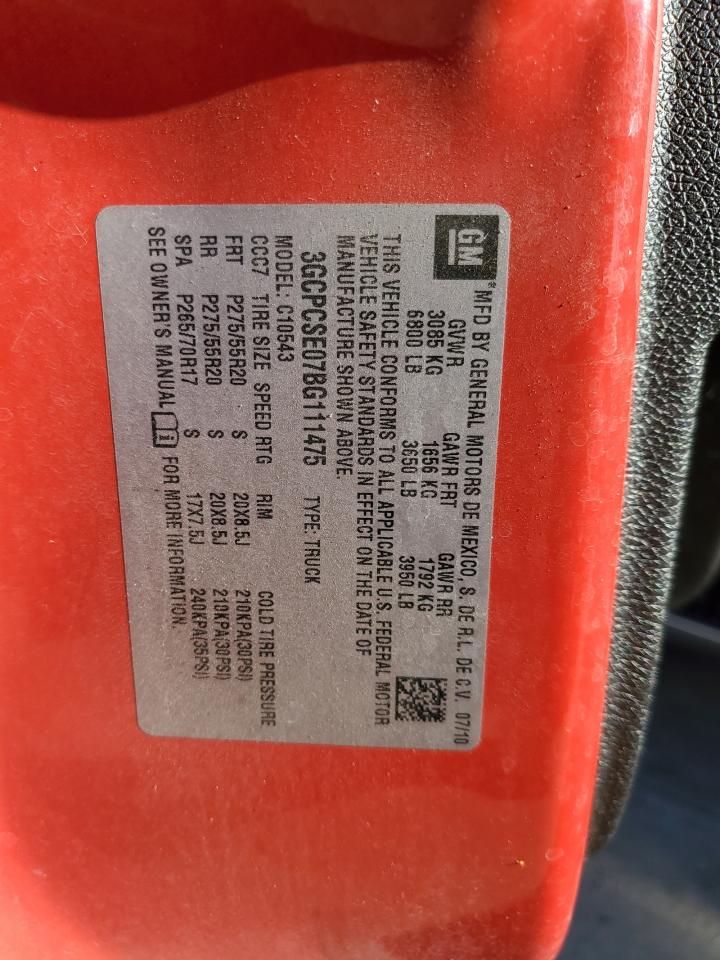 GM® MFD BY GENERAL MOTORS DE MEXICO, S. DE R.L. DE C.V. 07/10
GVWR GAWR FRT GAWR RR
3085 KG 1656 KG 1792 KG
6800 LB 3650 LB 3950 LB
THIS VEHICLE CONFORMS TO ALL APPLICABLE U.S. FEDERAL MOTOR
VEHICLE SAFETY STANDARDS IN EFFECT ON THE DATE OF
MANUFACTURE SHOWN ABOVE.
3GCPCSE07BG111475 TYPE: TRUCK
MODEL: C10543
CCC7 TIRE SIZE SPEED RTG RIM COLD TIRE PRESSURE
FRT P275/55R20 S 20X8.5J 210KPA(30PSI)
RR P275/55R20 S 20X8.5J 210KPA(30PSI)
SPA P265/70R17 S 17X7.5J 240KPA(35PSI)
SEE OWNER'S MANUAL i FOR MORE INFORMATION.